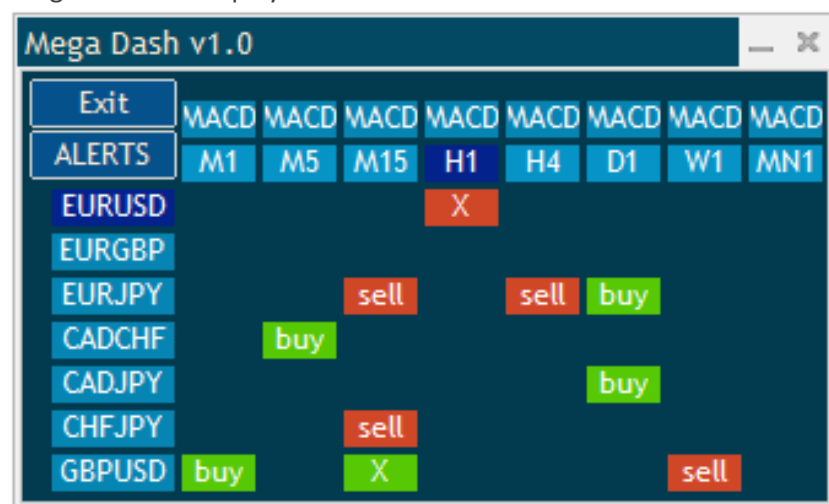 Mega Dash v1.0
Exit
MACD MACD MACD MACD MACD MACD MACD MACD
ALERTS M1 M5 M15 H1 H4 D1 W1 MN1
EURUSD X
EURGBP
EURJPY sell sell buy
CADCHF buy
CADJPY buy
CHFJPY sell
GBPUSD buy X sell